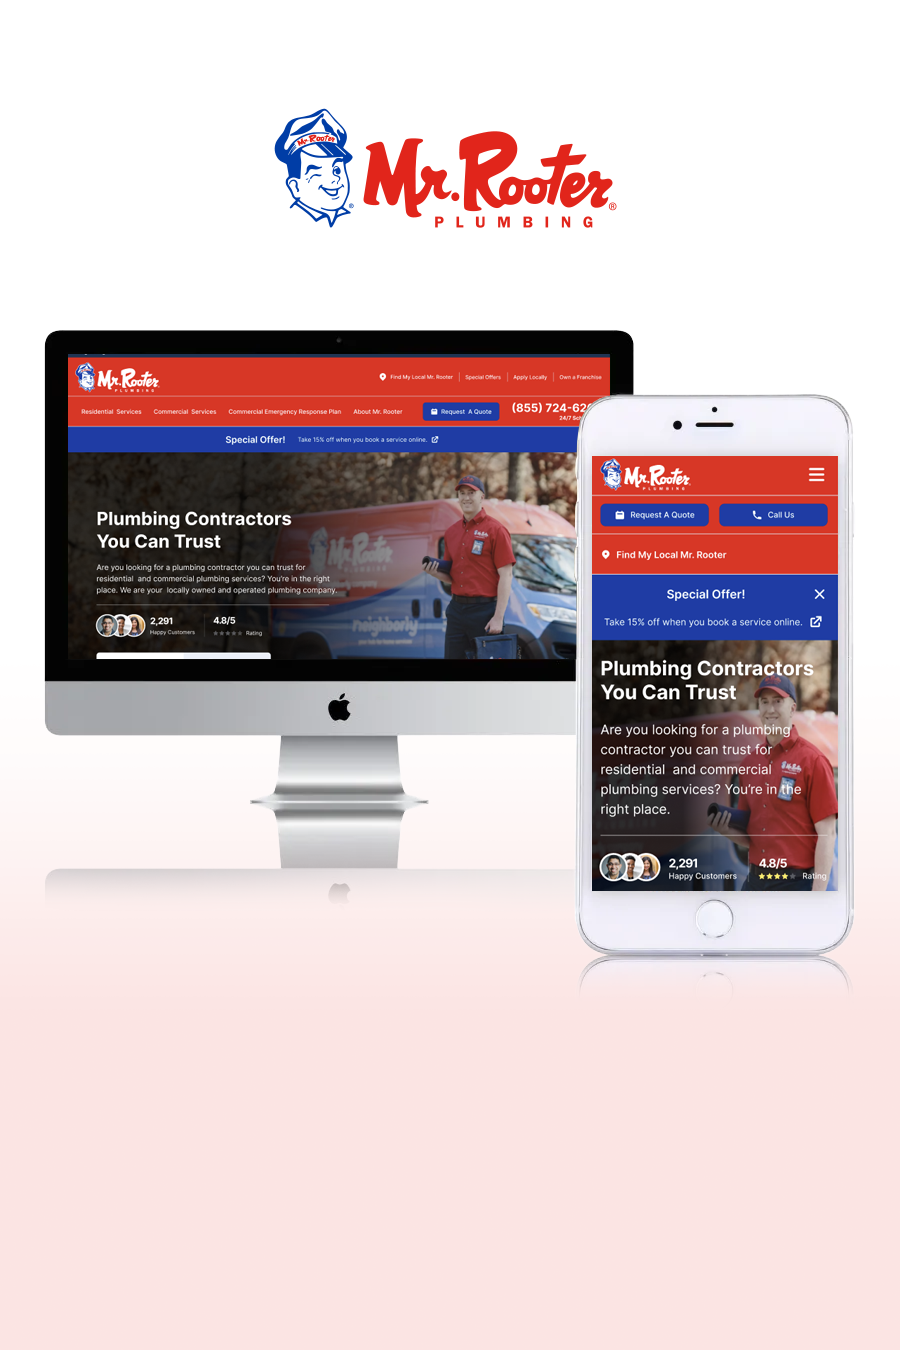 Mr. Rooter
Mr. Rooter
®
®
PLUMBING
Mr. Rooter
PLUMBING
Find My Local Mr. Rooter
Special Offers
Apply Locally
Own a Franchise
Residential Services
Commercial Services
Commercial Emergency Response Plan
About Mr. Rooter
Request A Quote
(855) 724-62
24/7
Special Offer!
Take 15% off when you book a service online.
Plumbing Contractors
You Can Trust
Are you looking for a plumbing contractor you can trust for
residential and commercial plumbing services? You're in the right
place. We are your locally owned and operated plumbing company.
2,291
Happy Customers
4.8/5
Rating
neighborly
Mr. Rooter
PLUMBING
Request A Quote
Call Us
Find My Local Mr. Rooter
Special Offer!
Take 15% off when you book a service online.
Plumbing Contractors
You Can Trust
Are you looking for a plumbing
contractor you can trust for
residential and commercial
plumbing services? You're in the
right place.
2,291
Happy Customers
4.8/5
Rating